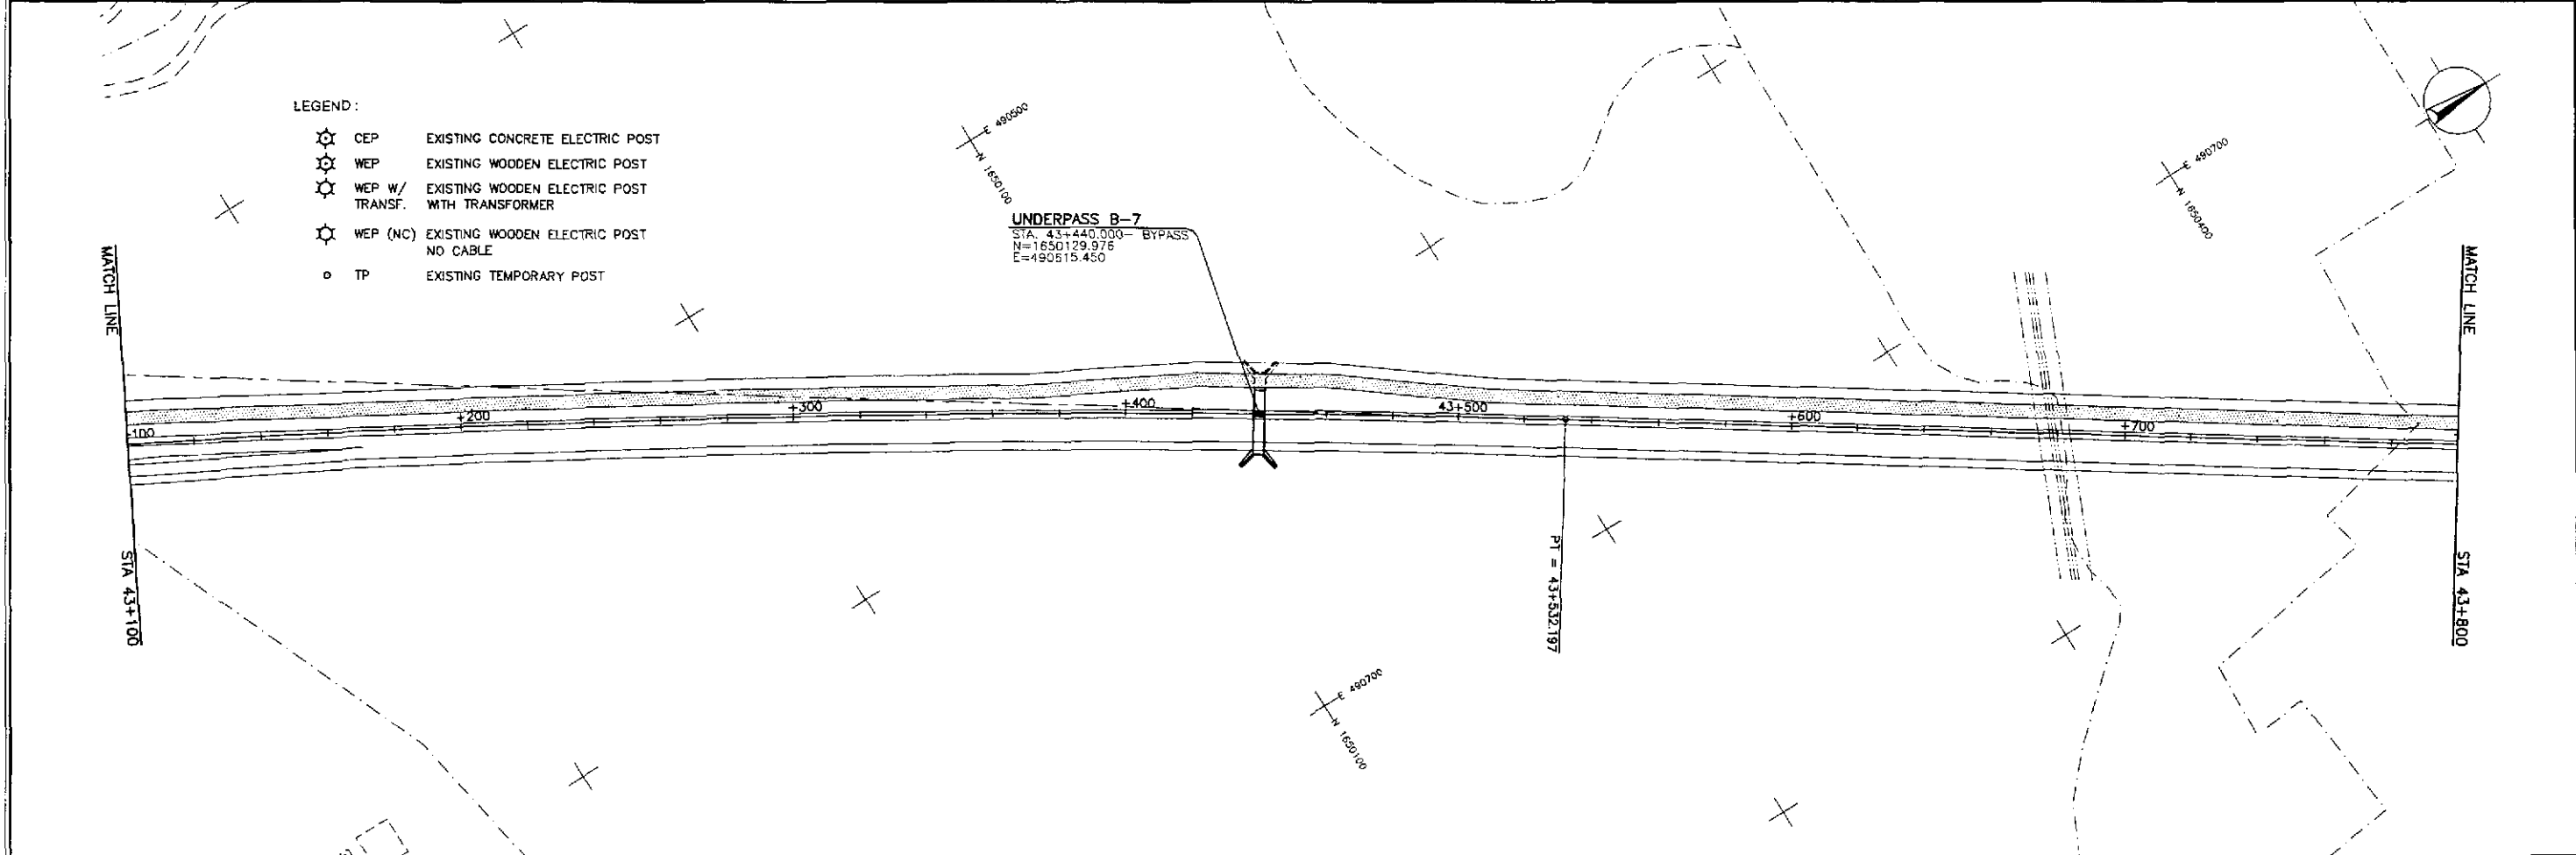 LEGEND :
CEP EXISTING CONCRETE ELECTRIC POST
WEP EXISTING WOODEN ELECTRIC POST
WEP W/ EXISTING WOODEN ELECTRIC POST
TRANSF. WITH TRANSFORMER
WEP (NC) EXISTING WOODEN ELECTRIC POST
NO CABLE
TP EXISTING TEMPORARY POST
E 490500
N 1650100
UNDERPASS B-7
STA. 43+440.000- BYPASS
N=1650129.976
E=490615.450
E 490700
N 1650400
MATCH LINE
STA 43+100
+100
+200
+300
+400
43+500
+600
+700
PT = 43+532.197
E 490700
N 1650100
MATCH LINE
STA 43+800